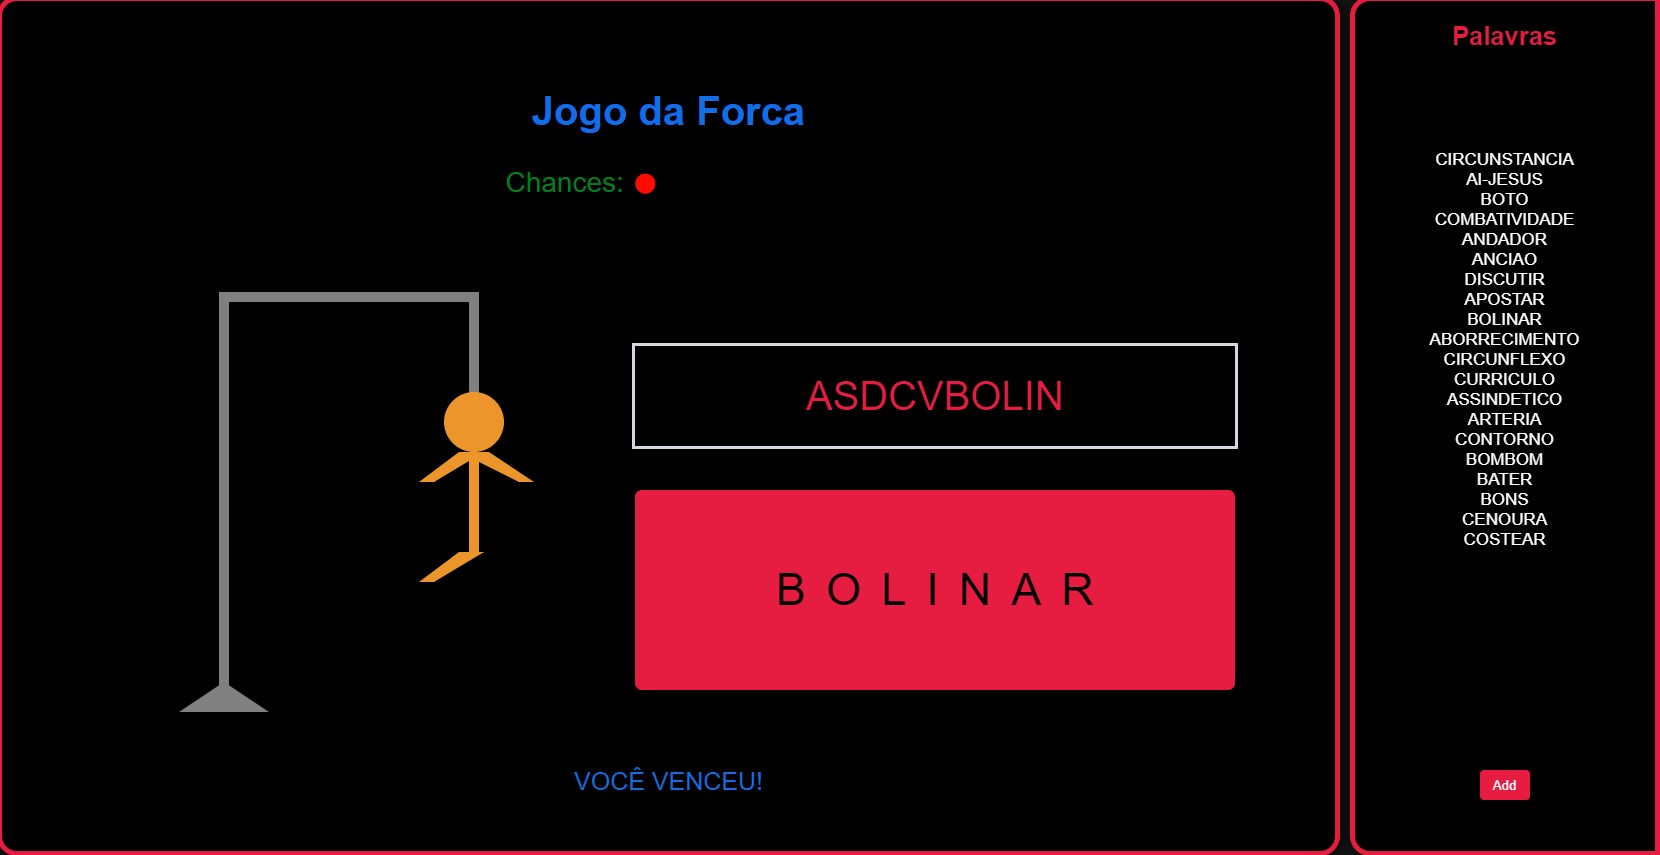 Jogo da Forca
Chances:
ASDCVBOLIN
B O L I N A R
VOCÊ VENCEU!
Palavras
CIRCUNSTANCIA
AI-JESUS
BOTO
COMBATIVIDADE
ANDADOR
ANCIAO
DISCUTIR
APOSTAR
BOLINAR
ABORRECIMENTO
CIRCUNFLEXO
CURRICULO
ASSINDETICO
ARTERIA
CONTORNO
BOMBOM
BATER
BONS
CENOURA
COSTEAR
Add